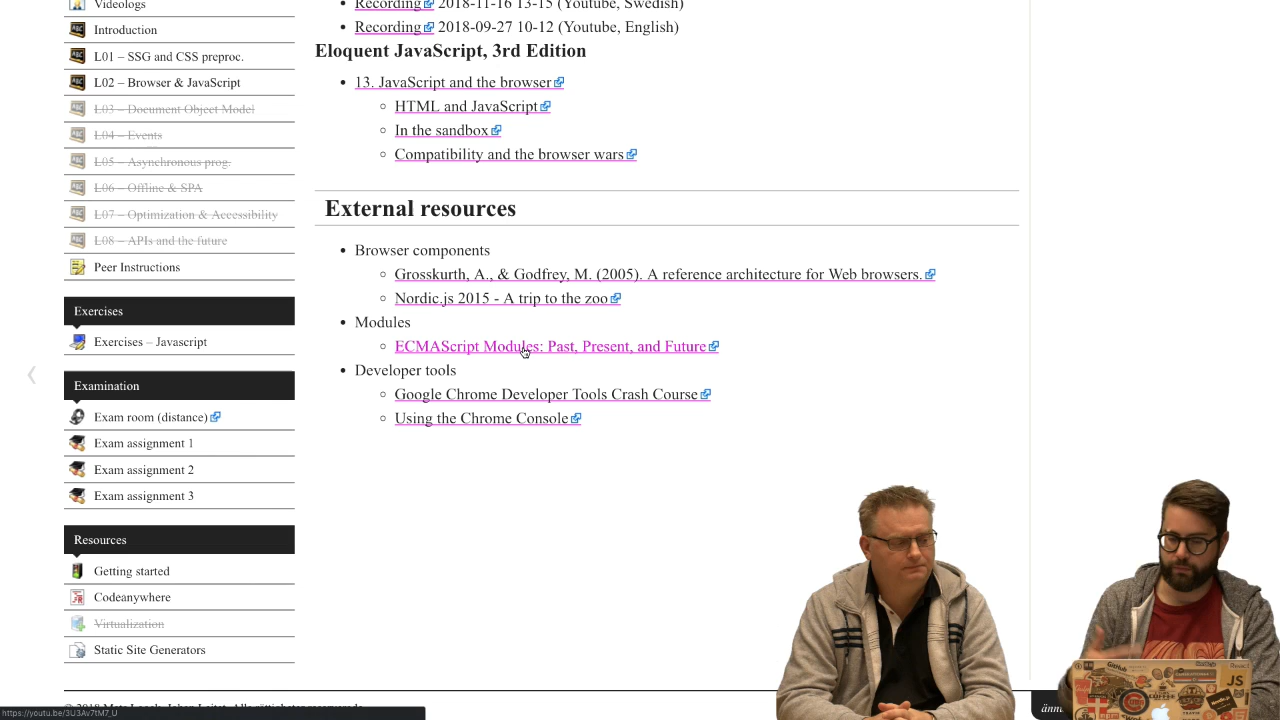 Videologs
Introduction
L01 – SSG and CSS preproc.
L02 – Browser & JavaScript
L03 – Document Object Model
L04 – Events
L05 – Asynchronous prog.
L06 – Offline & SPA
L07 – Optimization & Accessibility
L08 – APIs and the future
Peer Instructions
Exercises
Exercises – Javascript
Examination
Exam room (distance)
Exam assignment 1
Exam assignment 2
Exam assignment 3
Resources
Getting started
Codeanywhere
Virtualization
Static Site Generators
Recording 2018-11-16 13-15 (Youtube, Swedish)
Recording 2018-09-27 10-12 (Youtube, English)
Eloquent JavaScript, 3rd Edition
13. JavaScript and the browser
HTML and JavaScript
In the sandbox
Compatibility and the browser wars
External resources
Browser components
Grosskurth, A., & Godfrey, M. (2005). A reference architecture for Web browsers.
Nordic.js 2015 - A trip to the zoo
Modules
ECMAScript Modules: Past, Present, and Future
Developer tools
Google Chrome Developer Tools Crash Course
Using the Chrome Console
https://youtu.be/3U3Av7tM7_U
GitHub
JS